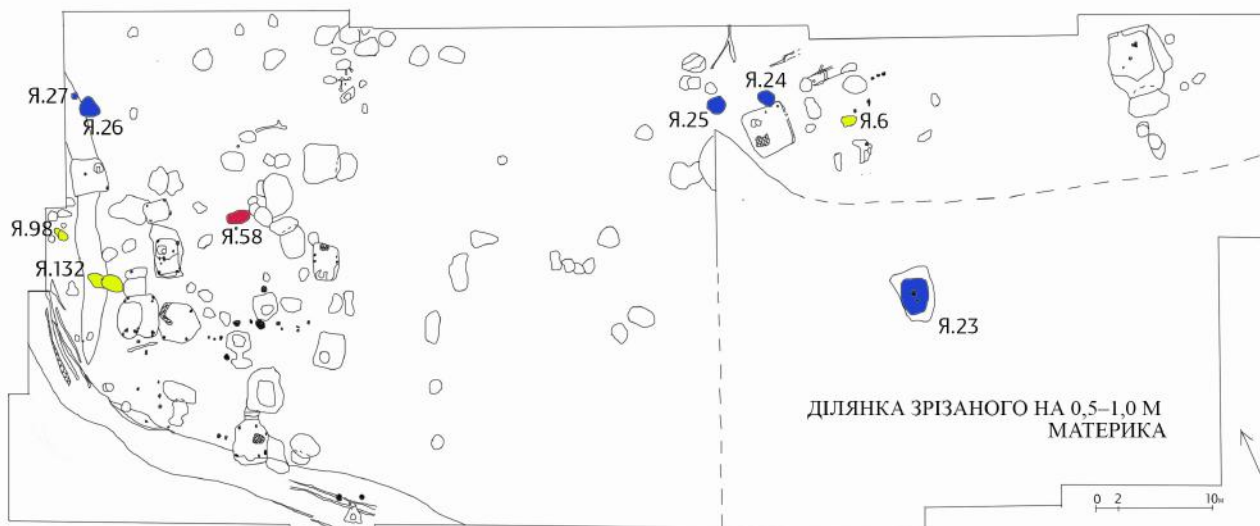 Я.27
Я.26
Я.25
Я.24
Я.6
Я.98
Я.58
Я.132
Я.23
ДІЛЯНКА ЗРІЗАНОГО НА 0,5–1,0 М
МАТЕРИКА
0 2 10м